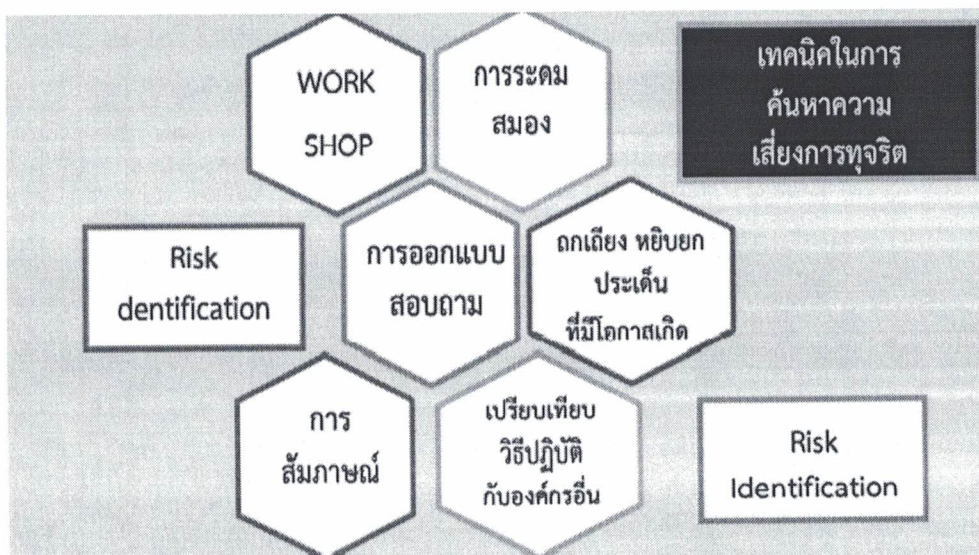 WORK
SHOP
การระดม
สมอง
เทคนิคในการ
ค้นหาความ
เสี่ยงการทุจริต
Risk
dentification
การออกแบบ
สอบถาม
ถกเถียง หยิบยก
ประเด็น
ที่มีโอกาสเกิด
การ
สัมภาษณ์
เปรียบเทียบ
วิธีปฏิบัติ
กับองค์กรอื่น
Risk
Identification